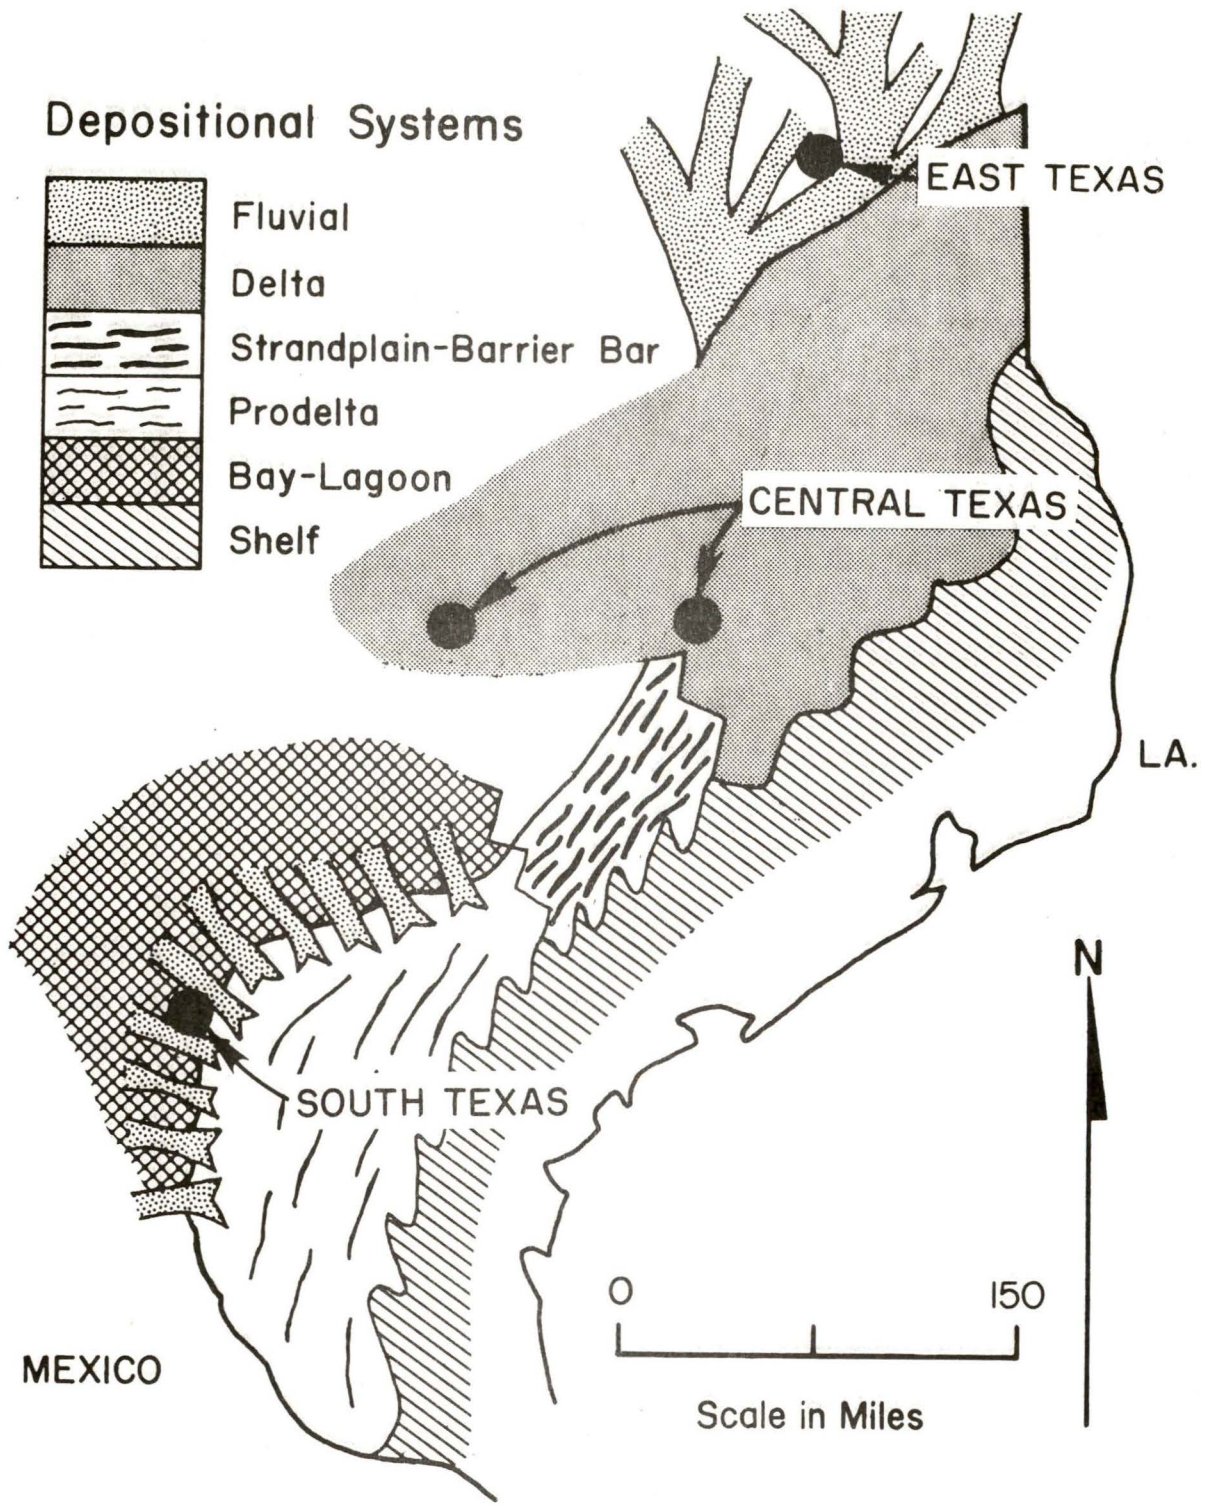 Depositional Systems
Fluvial
Delta
Strandplain-Barrier Bar
Prodelta
Bay-Lagoon
Shelf
EAST TEXAS
CENTRAL TEXAS
LA.
N
SOUTH TEXAS
0 150
MEXICO
Scale in Miles